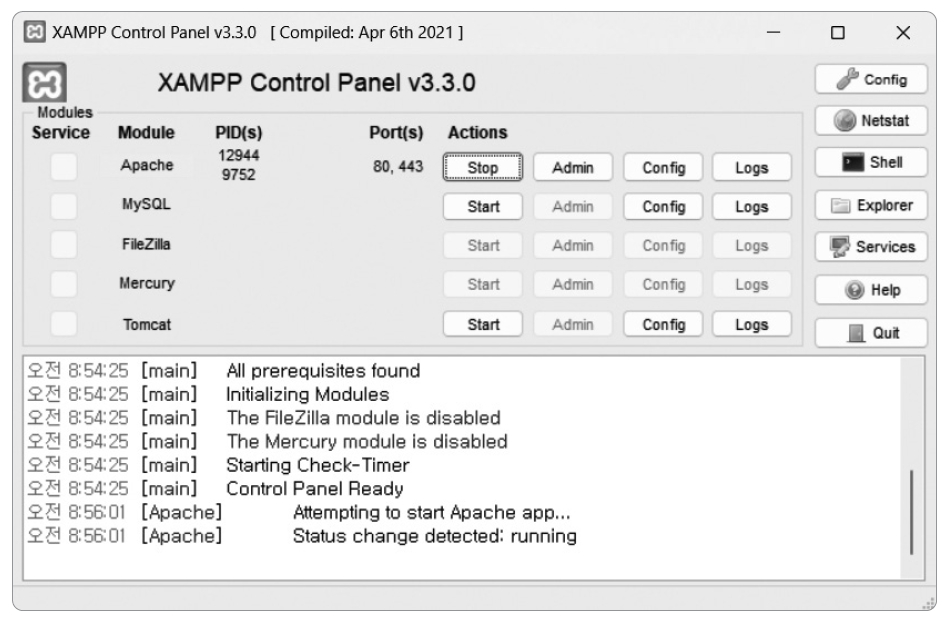 XAMPP Control Panel v3.3.0 [ Compiled: Apr 6th 2021 ]
XAMPP Control Panel v3.3.0
Config
Modules
Service Module PID(s) Port(s) Actions
Netstat
Apache 12944 9752 80, 443 Stop Admin Config Logs
Shell
MySQL Start Admin Config Logs
Explorer
FileZilla Start Admin Config Logs
Services
Mercury Start Admin Config Logs
Help
Tomcat Start Admin Config Logs
Quit
오전 8:54:25 [main] All prerequisites found
오전 8:54:25 [main] Initializing Modules
오전 8:54:25 [main] The FileZilla module is disabled
오전 8:54:25 [main] The Mercury module is disabled
오전 8:54:25 [main] Starting Check-Timer
오전 8:54:25 [main] Control Panel Ready
오전 8:56:01 [Apache] Attempting to start Apache app...
오전 8:56:01 [Apache] Status change detected: running